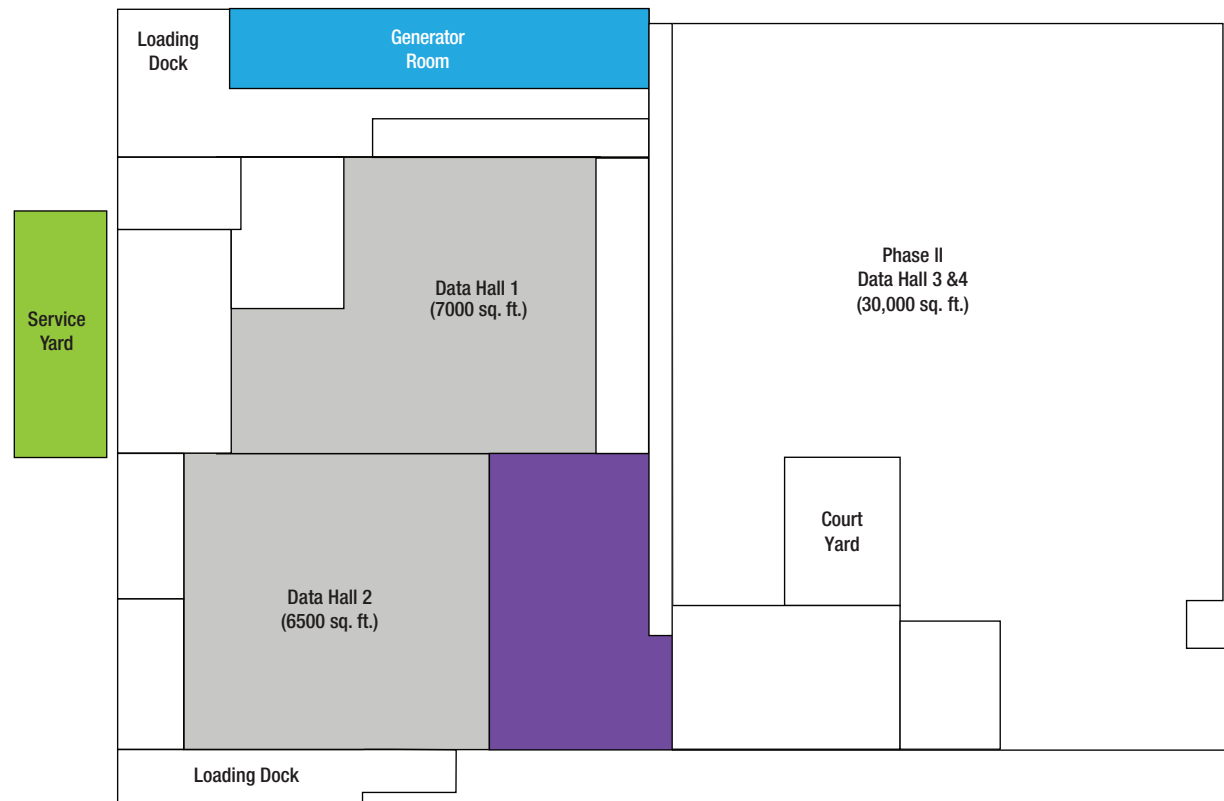 Loading
Dock
Generator
Room
Phase II
Data Hall 3 &4
(30,000 sq. ft.)
Data Hall 1
(7000 sq. ft.)
Service
Yard
Court
Yard
Data Hall 2
(6500 sq. ft.)
Loading Dock